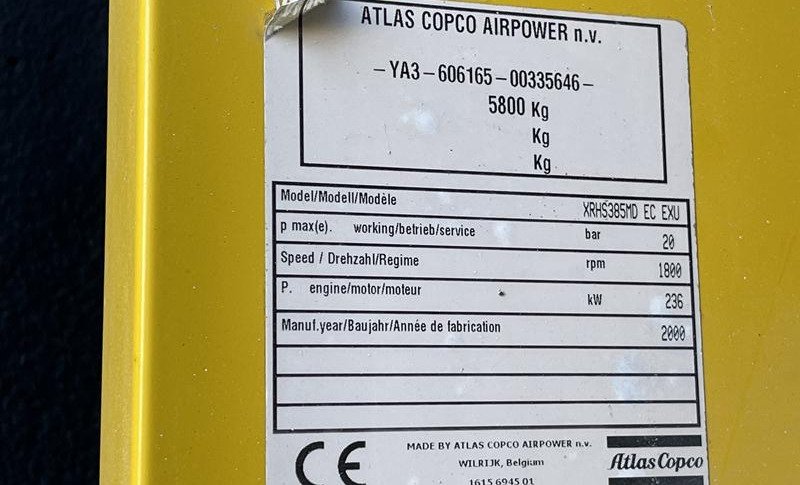 ATLAS COPCO AIRPOWER n.v.
– YA3 – 606165 – 00335646 –
5800 Kg
Kg
Kg
Model/Modell/Modèle XRHS385MD EC EXU
p max(e). working/betrieb/service bar 20
Speed / Drehzahl/Regime rpm 1800
P. engine/motor/moteur kW 236
Manuf.year/Baujahr/Année de fabrication 2000
CE
MADE BY ATLAS COPCO AIRPOWER n.v.
WILRIJK, Belgium
1615 6945 01
Atlas Copco